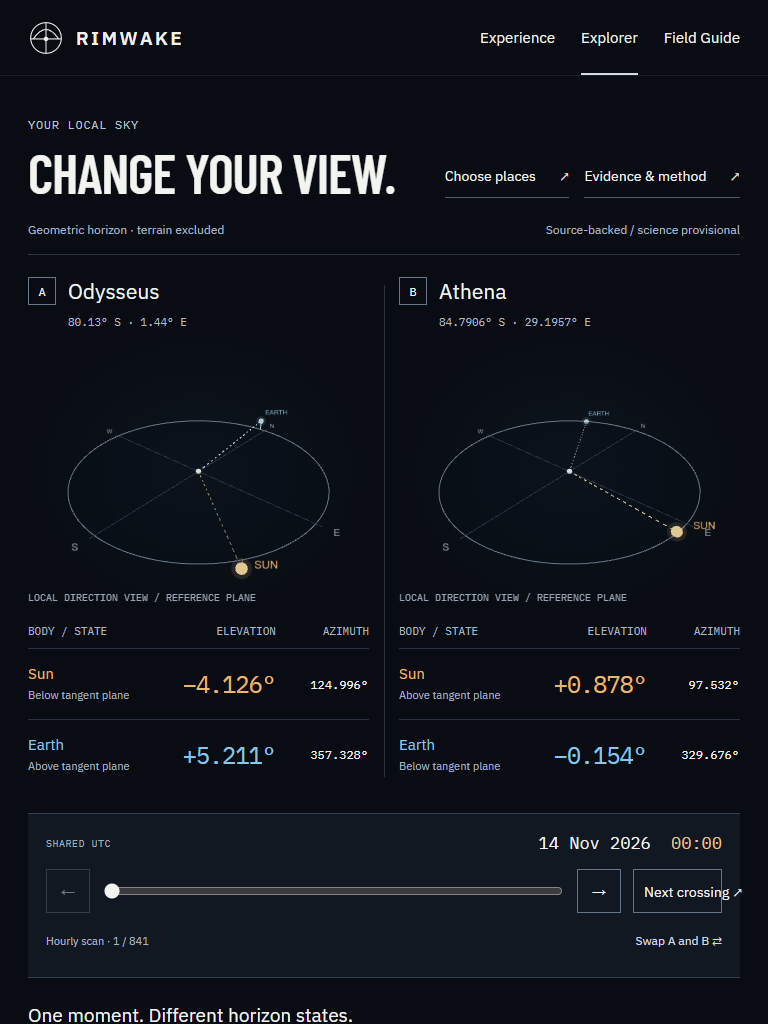 RIMWAKE
Experience Explorer Field Guide
YOUR LOCAL SKY
CHANGE YOUR VIEW.
Choose places ↗ Evidence & method ↗
Geometric horizon · terrain excluded
Source-backed / science provisional
A Odysseus
80.13° S · 1.44° E
EARTH
N
W
S
E
SUN
LOCAL DIRECTION VIEW / REFERENCE PLANE
BODY / STATE ELEVATION AZIMUTH
Sun
Below tangent plane
−4.126° 124.996°
Earth
Above tangent plane
+5.211° 357.328°
B Athena
84.7906° S · 29.1957° E
EARTH
N
W
S
SUN
E
LOCAL DIRECTION VIEW / REFERENCE PLANE
BODY / STATE ELEVATION AZIMUTH
Sun
Above tangent plane
+0.878° 97.532°
Earth
Below tangent plane
−0.154° 329.676°
SHARED UTC
14 Nov 2026 00:00
← → Next crossing ↗
Hourly scan · 1 / 841
Swap A and B ⇄
One moment. Different horizon states.